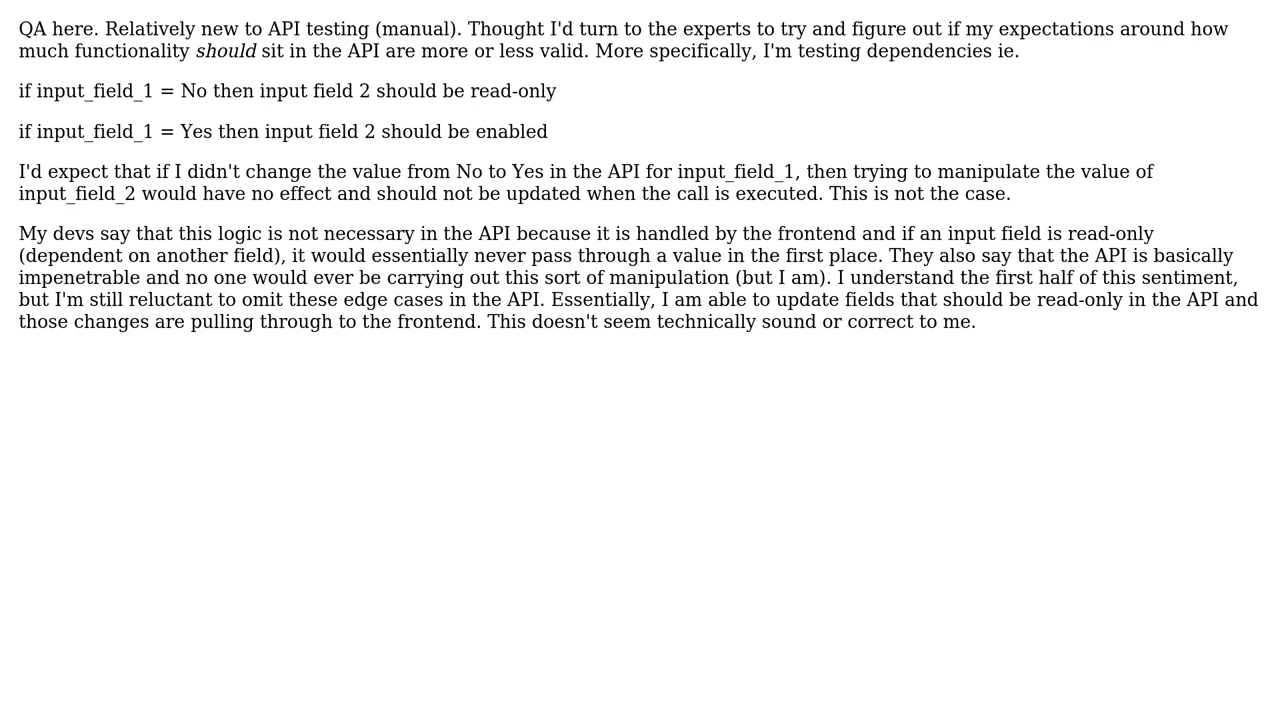 QA here. Relatively new to API testing (manual). Thought I'd turn to the experts to try and figure out if my expectations around how
much functionality should sit in the API are more or less valid. More specifically, I'm testing dependencies ie.
if input_field_1 = No then input field 2 should be read-only
if input_field_1 = Yes then input field 2 should be enabled
I'd expect that if I didn't change the value from No to Yes in the API for input_field_1, then trying to manipulate the value of
input_field_2 would have no effect and should not be updated when the call is executed. This is not the case.
My devs say that this logic is not necessary in the API because it is handled by the frontend and if an input field is read-only
(dependent on another field), it would essentially never pass through a value in the first place. They also say that the API is basically
impenetrable and no one would ever be carrying out this sort of manipulation (but I am). I understand the first half of this sentiment,
but I'm still reluctant to omit these edge cases in the API. Essentially, I am able to update fields that should be read-only in the API and
those changes are pulling through to the frontend. This doesn't seem technically sound or correct to me.